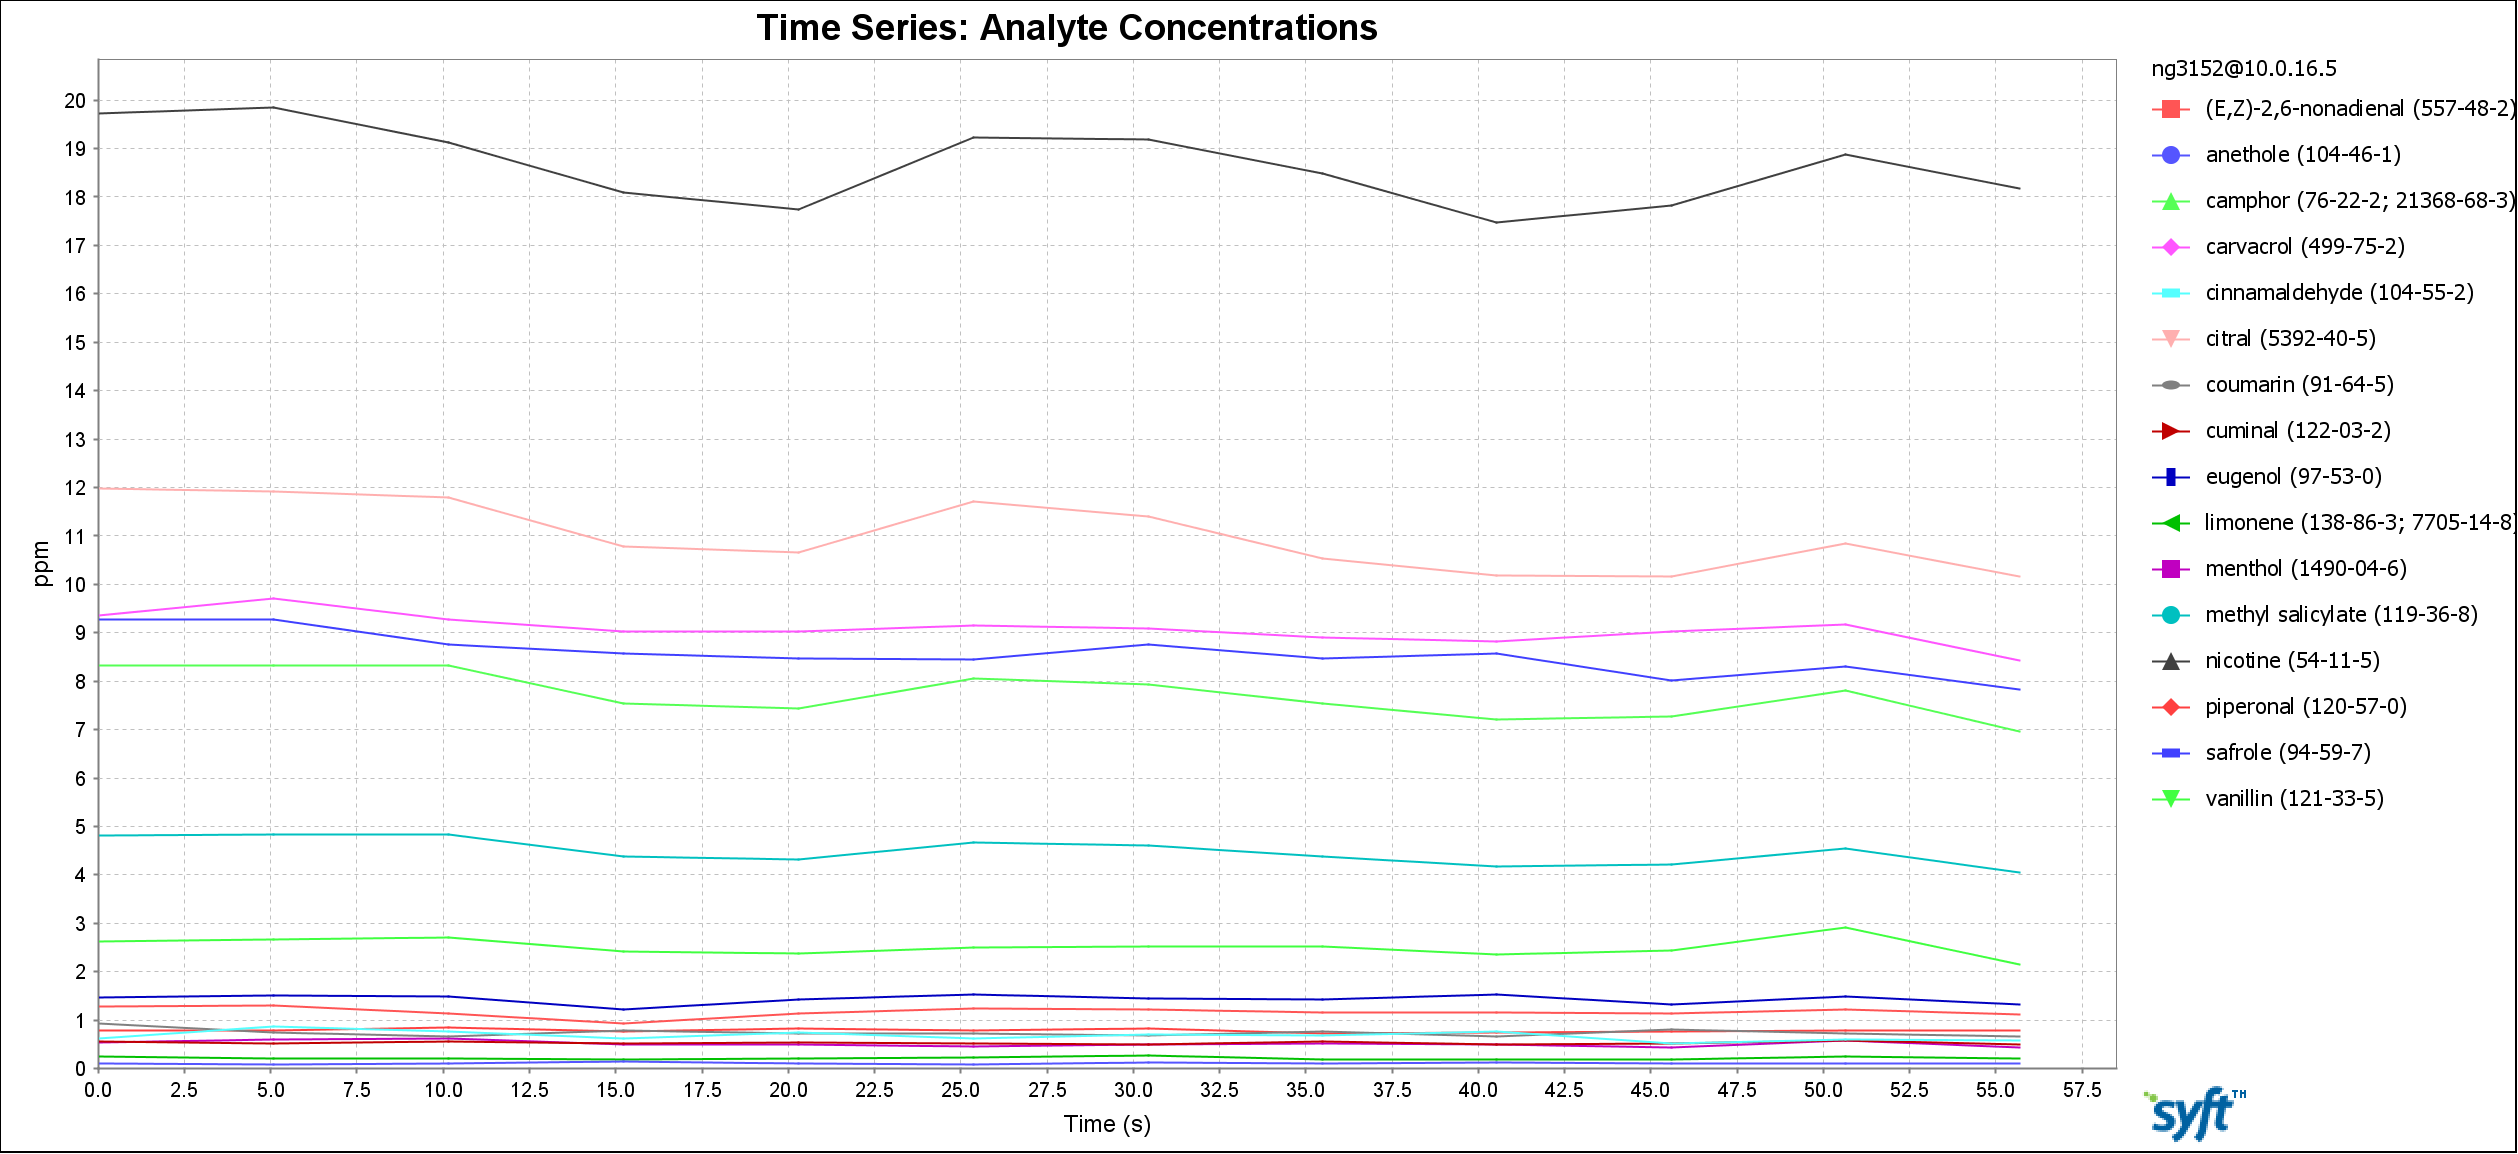 Time Series: Analyte Concentrations
ng3152@10.0.16.5
(E,Z)-2,6-nonadienal (557-48-2)
anethole (104-46-1)
camphor (76-22-2; 21368-68-3)
carvacrol (499-75-2)
cinnamaldehyde (104-55-2)
citral (5392-40-5)
coumarin (91-64-5)
cuminal (122-03-2)
eugenol (97-53-0)
limonene (138-86-3; 7705-14-8)
menthol (1490-04-6)
methyl salicylate (119-36-8)
nicotine (54-11-5)
piperonal (120-57-0)
safrole (94-59-7)
vanillin (121-33-5)
ppm
20
19
18
17
16
15
14
13
12
11
10
9
8
7
6
5
4
3
2
1
0
0.0 2.5 5.0 7.5 10.0 12.5 15.0 17.5 20.0 22.5 25.0 27.5 30.0 32.5 35.0 37.5 40.0 42.5 45.0 47.5 50.0 52.5 55.0 57.5
Time (s)
syft TM